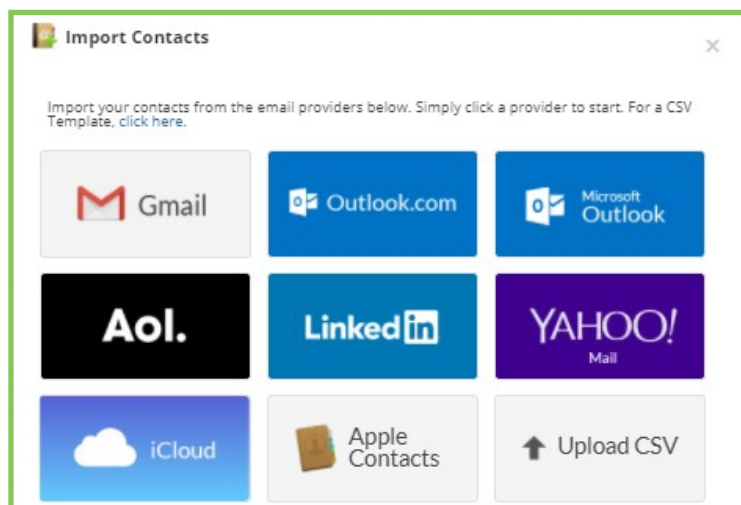 Import Contacts
×
Import your contacts from the email providers below. Simply click a provider to start. For a CSV
Template, click here.
Gmail
Outlook.com
Microsoft
Outlook
Aol.
Linked in
YAHOO!
Mail
iCloud
Apple
Contacts
Upload CSV